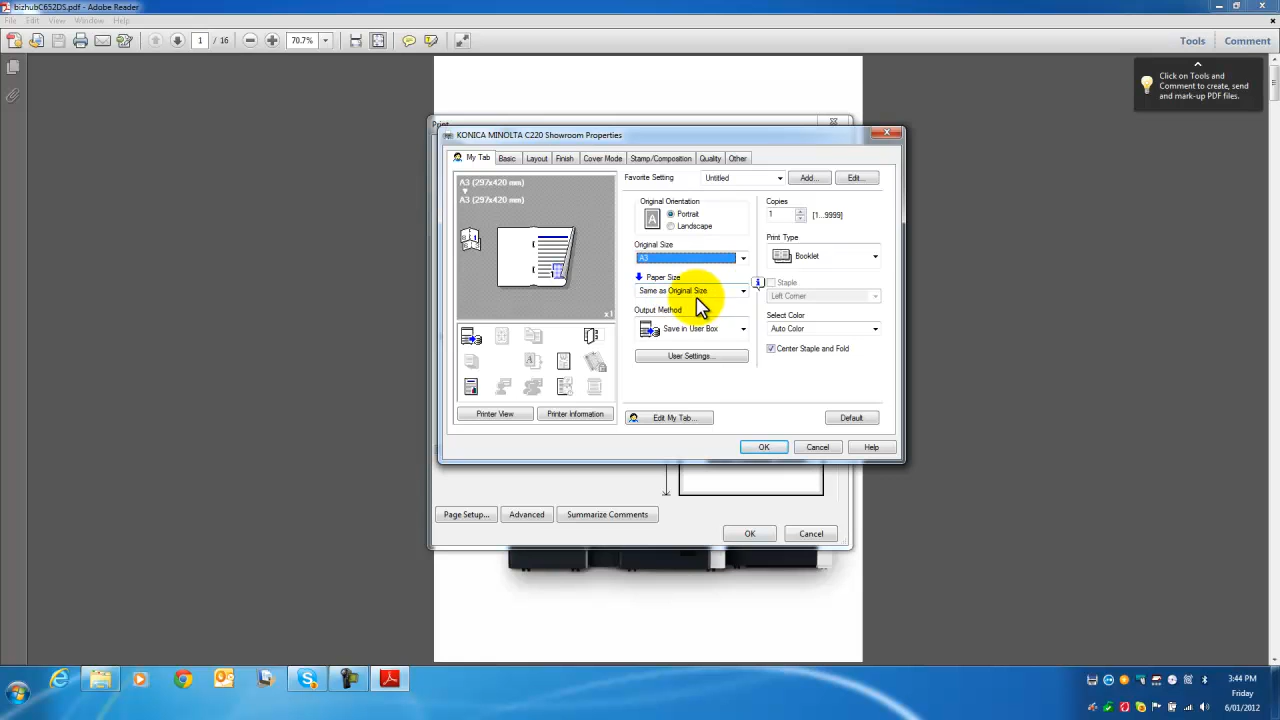 bizhubC652DS.pdf - Adobe Reader
File Edit View Window Help
1 / 16
70.7%
Tools
Comment
Click on Tools and
Comment to create, send
and mark-up PDF files.
Print
KONICA MINOLTA C220 Showroom Properties
My Tab Basic Layout Finish Cover Mode Stamp/Composition Quality Other
A3 (297x420 mm)
A3 (297x420 mm)
x1
Printer View
Printer Information
Favorite Setting
Untitled
Add...
Edit...
Original Orientation
A
Portrait
Landscape
Original Size
A3
Paper Size
Same as Original Size
Output Method
Save in User Box
User Settings...
Copies
1
[1...9999]
Print Type
Booklet
Staple
Left Corner
Select Color
Auto Color
Center Staple and Fold
Edit My Tab...
Default
OK
Cancel
Help
Page Setup...
Advanced
Summarize Comments
OK
Cancel
3:44 PM
Friday
6/01/2012